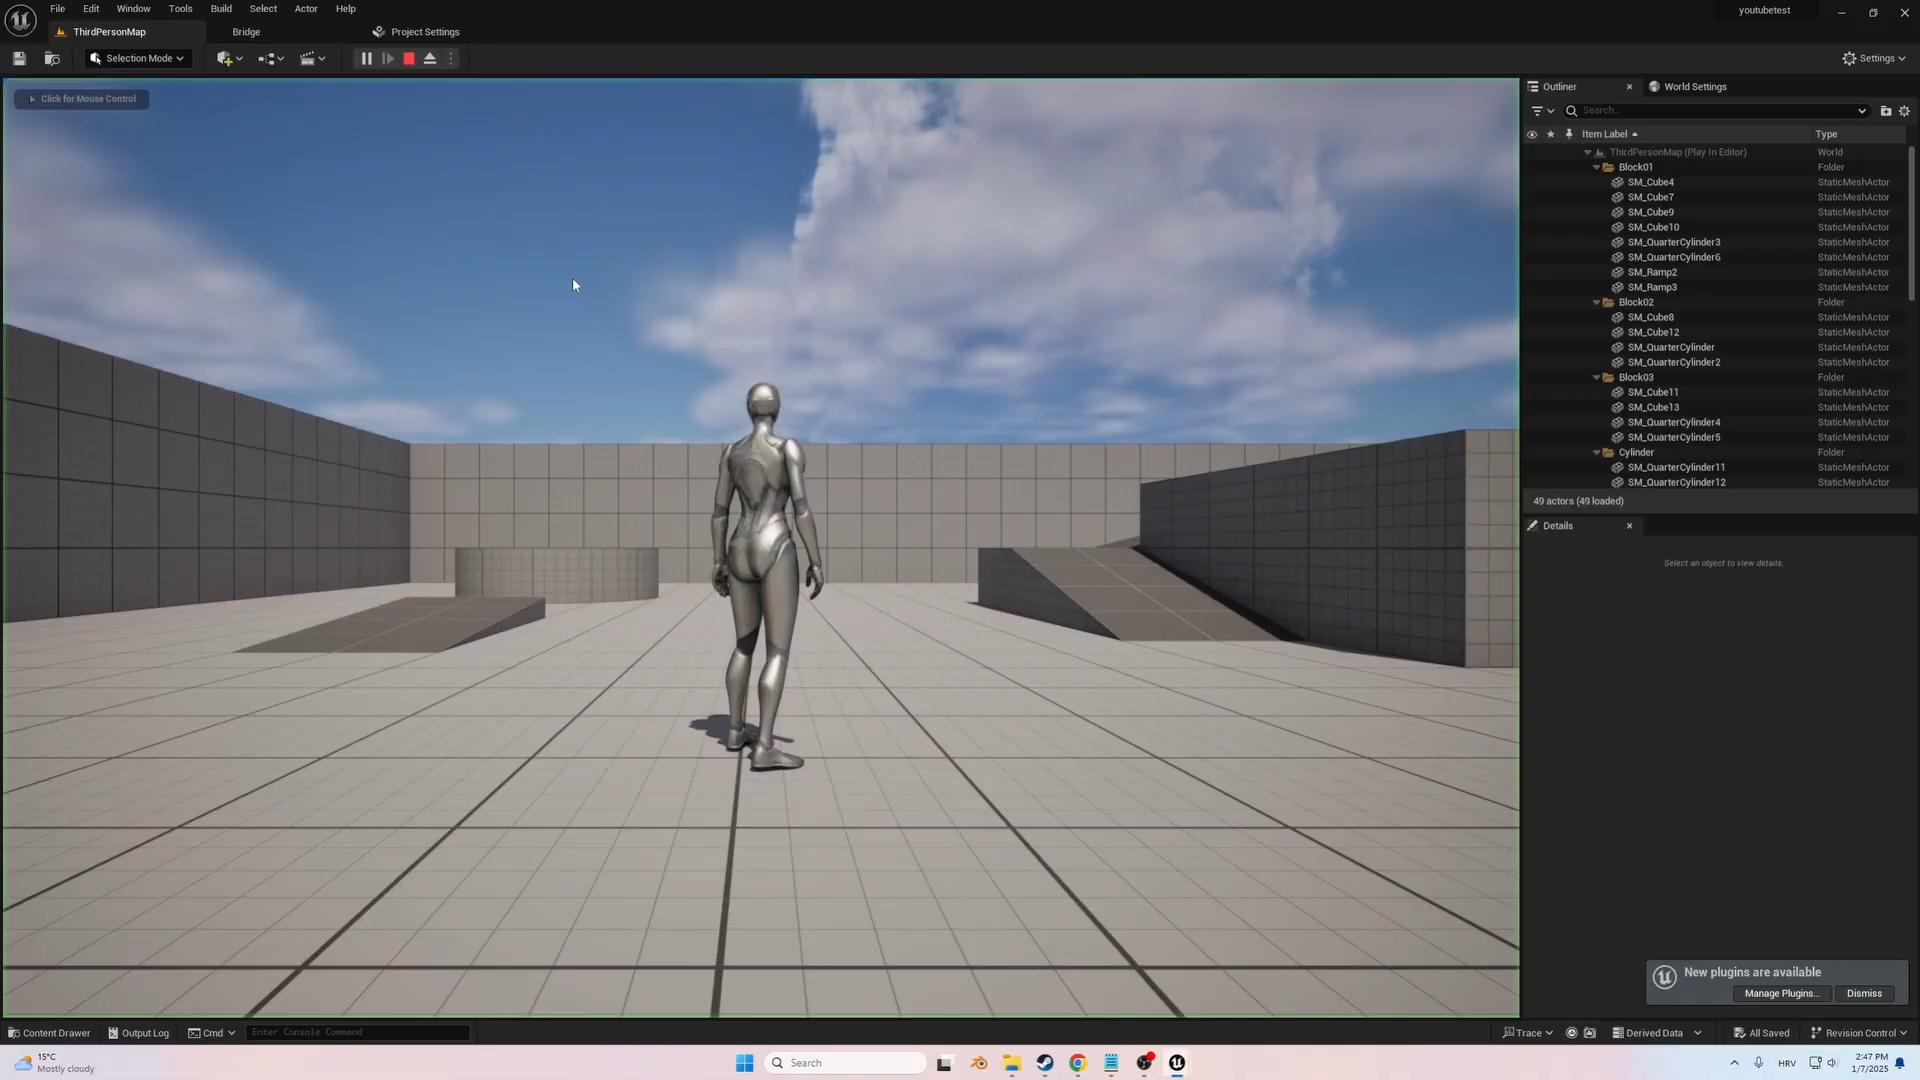 File Edit Window Tools Build Select Actor Help
youtubetest
ThirdPersonMap Bridge Project Settings
Selection Mode
Settings
Click for Mouse Control
Outliner World Settings
Search...
Item Label Type
ThirdPersonMap (Play In Editor) World
Block01 Folder
SM_Cube4 StaticMeshActor
SM_Cube7 StaticMeshActor
SM_Cube9 StaticMeshActor
SM_Cube10 StaticMeshActor
SM_QuarterCylinder3 StaticMeshActor
SM_QuarterCylinder6 StaticMeshActor
SM_Ramp2 StaticMeshActor
SM_Ramp3 StaticMeshActor
Block02 Folder
SM_Cube8 StaticMeshActor
SM_Cube12 StaticMeshActor
SM_QuarterCylinder StaticMeshActor
SM_QuarterCylinder2 StaticMeshActor
Block03 Folder
SM_Cube11 StaticMeshActor
SM_Cube13 StaticMeshActor
SM_QuarterCylinder4 StaticMeshActor
SM_QuarterCylinder5 StaticMeshActor
Cylinder Folder
SM_QuarterCylinder11 StaticMeshActor
SM_QuarterCylinder12 StaticMeshActor
49 actors (49 loaded)
Details
Select an object to view details.
New plugins are available
Manage Plugins... Dismiss
Content Drawer Output Log Cmd Enter Console Command
Trace Derived Data All Saved Revision Control
15°C
Mostly cloudy
Search
HRV
2:47 PM
1/7/2025